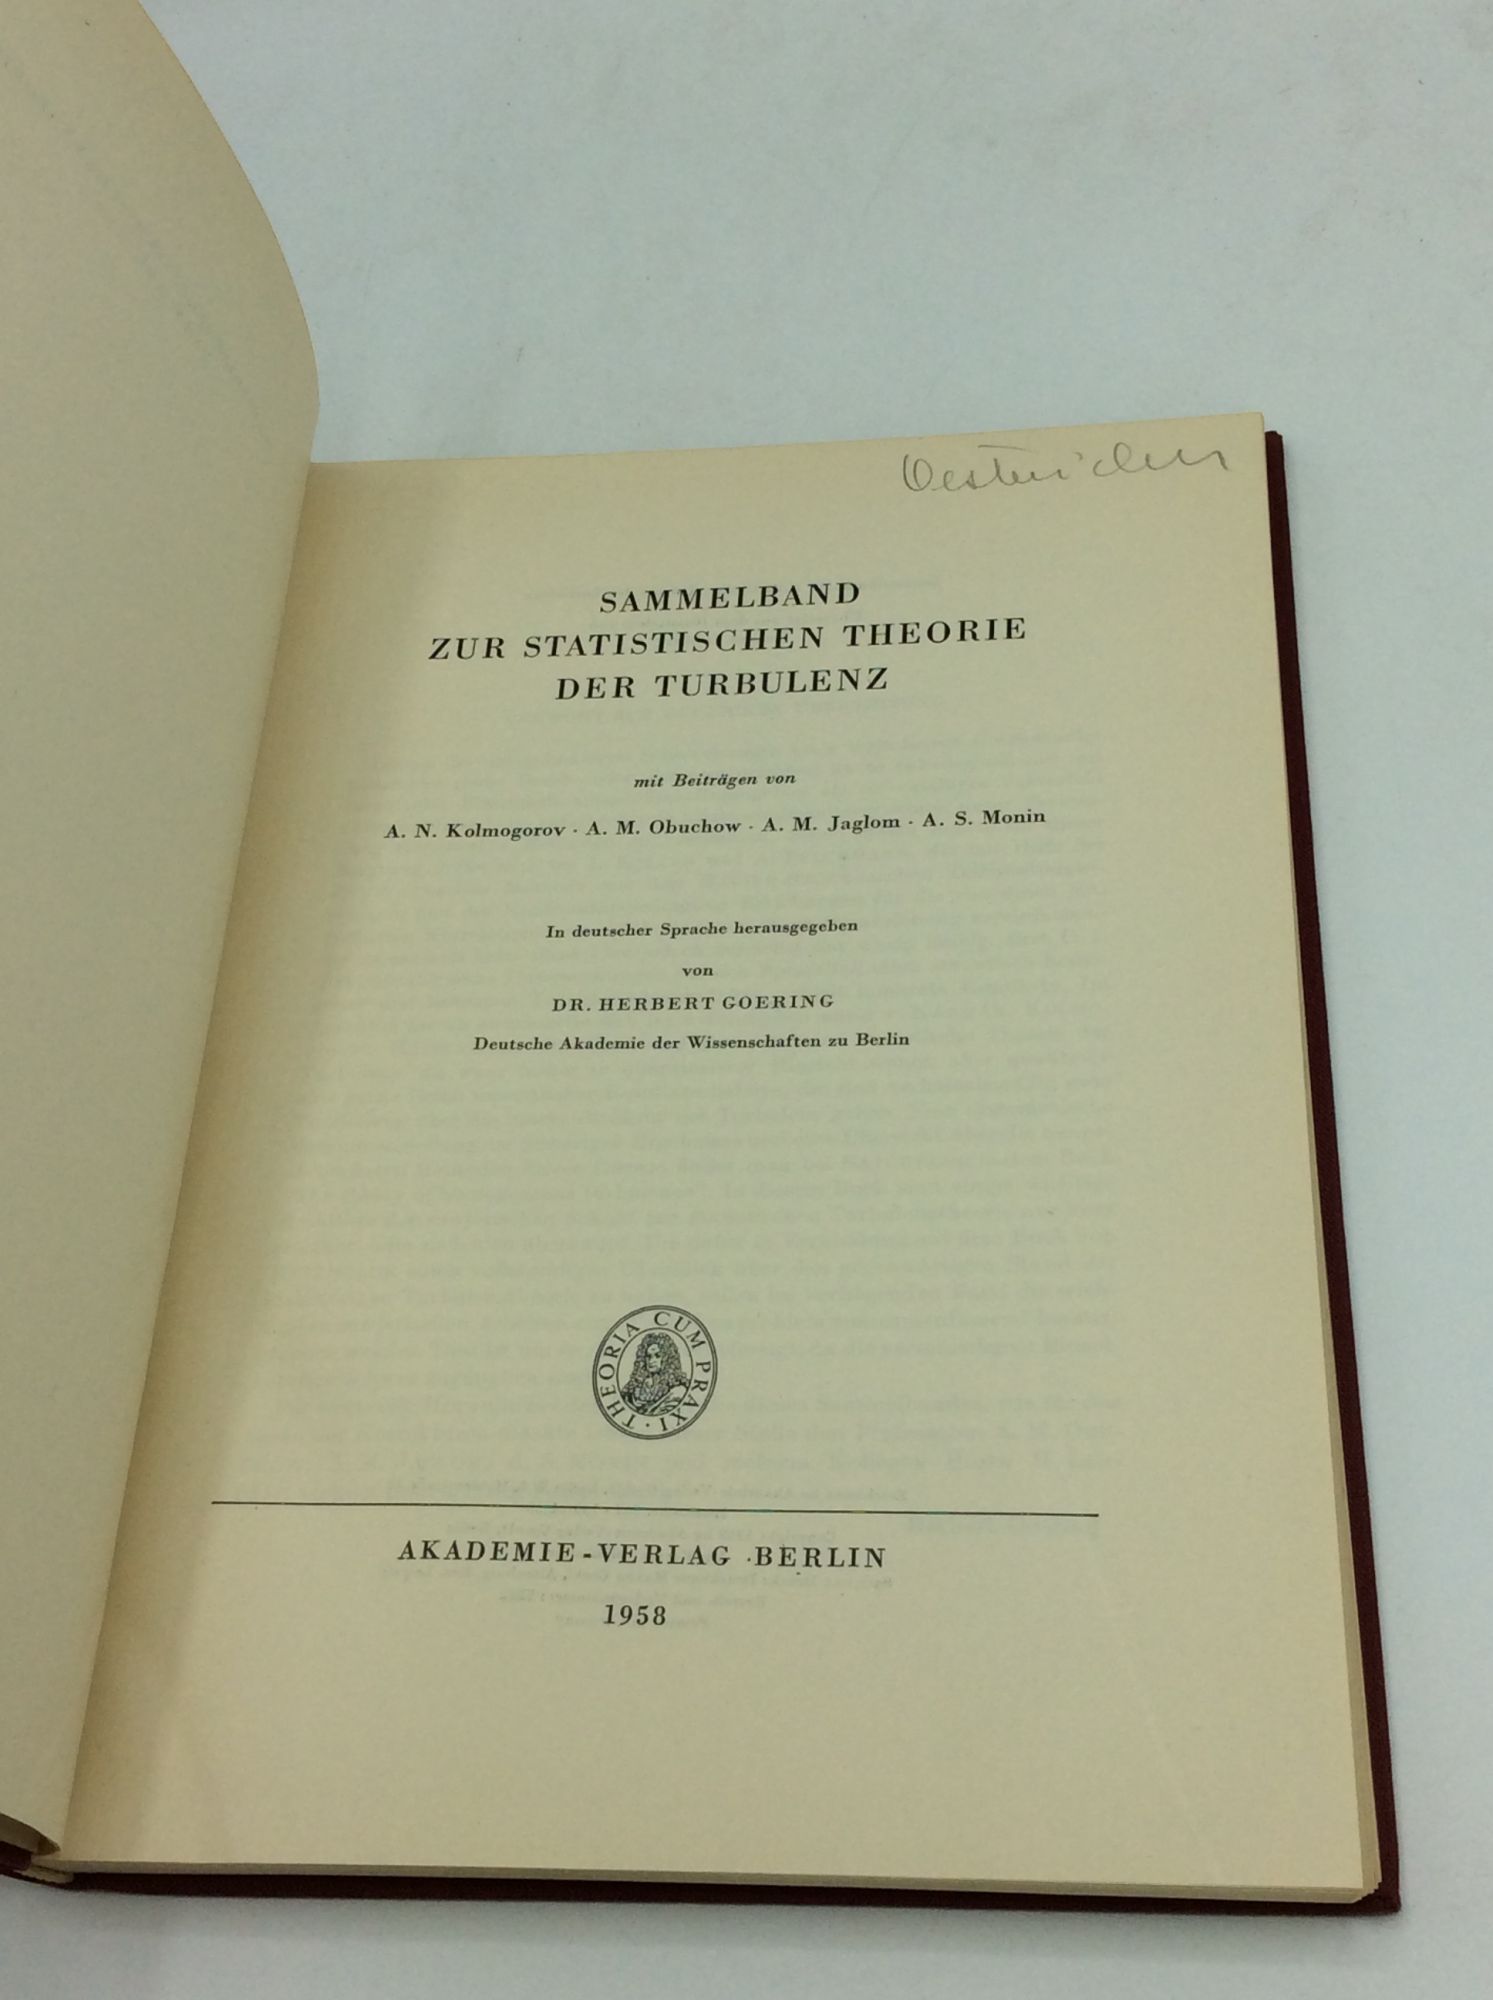 Oestreicher
SAMMELBAND
ZUR STATISTISCHEN THEORIE
DER TURBULENZ
mit Beiträgen von
A. N. Kolmogorov · A. M. Obuchow · A. M. Jaglom · A. S. Monin
In deutscher Sprache herausgegeben
von
DR. HERBERT GOERING
Deutsche Akademie der Wissenschaften zu Berlin
THEORIA CUM PRAXI ·
AKADEMIE-VERLAG · BERLIN
1958